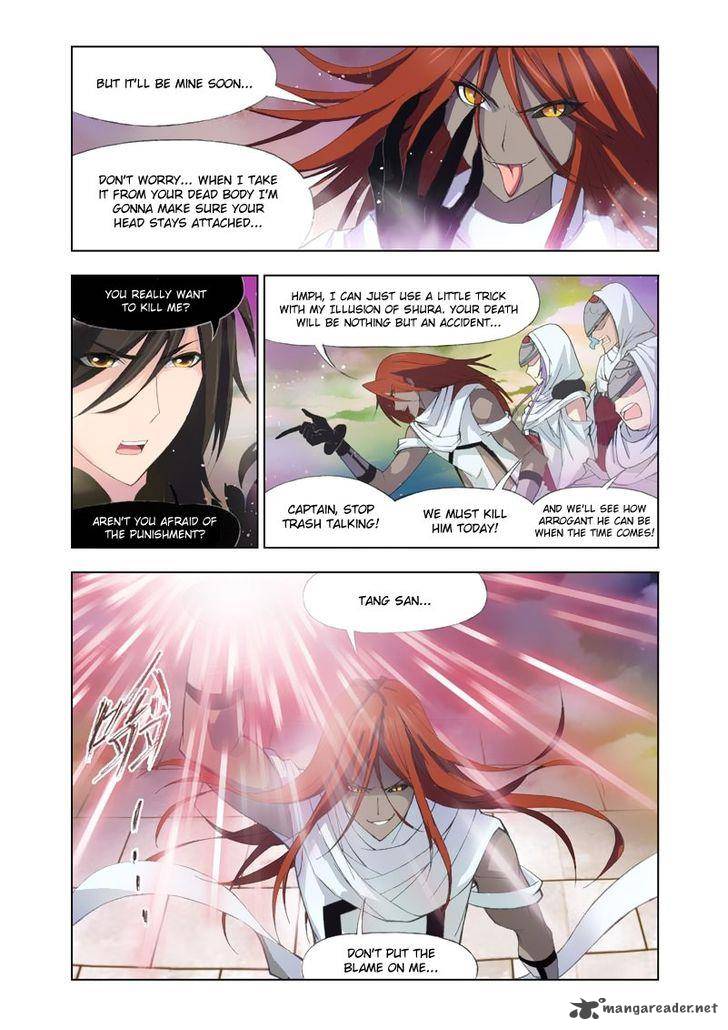 BUT IT'LL BE MINE SOON...
DON'T WORRY... WHEN I TAKE
IT FROM YOUR DEAD BODY I'M
GONNA MAKE SURE YOUR
HEAD STAYS ATTACHED...
YOU REALLY WANT
TO KILL ME?
AREN'T YOU AFRAID OF
THE PUNISHMENT?
HMPH, I CAN JUST USE A LITTLE TRICK
WITH MY ILLUSION OF SHURA. YOUR DEATH
WILL BE NOTHING BUT AN ACCIDENT...
CAPTAIN, STOP
TRASH TALKING!
WE MUST KILL
HIM TODAY!
AND WE'LL SEE HOW
ARROGANT HE CAN BE
WHEN THE TIME COMES!
TANG SAN...
DON'T PUT THE
BLAME ON ME...
mangareader.net